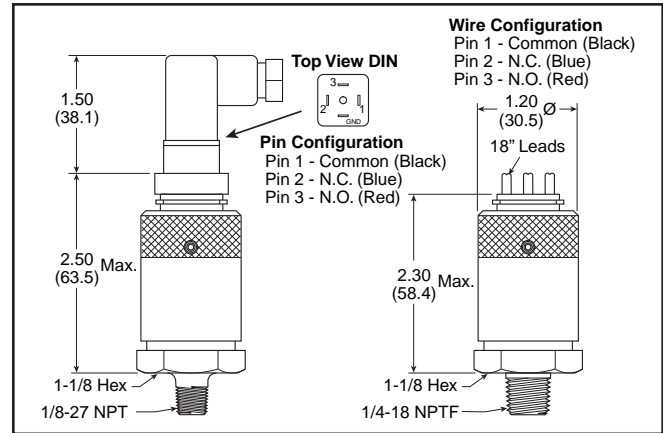 Wire Configuration
Pin 1 - Common (Black)
Pin 2 - N.C. (Blue)
Pin 3 - N.O. (Red)
Top View DIN
3
2
1
GND
Pin Configuration
Pin 1 - Common (Black)
Pin 2 - N.C. (Blue)
Pin 3 - N.O. (Red)
1.50
(38.1)
2.50
(63.5) Max.
1-1/8 Hex
1/8-27 NPT
1.20 Ø
(30.5)
18" Leads
2.30
(58.4) Max.
1-1/8 Hex
1/4-18 NPTF